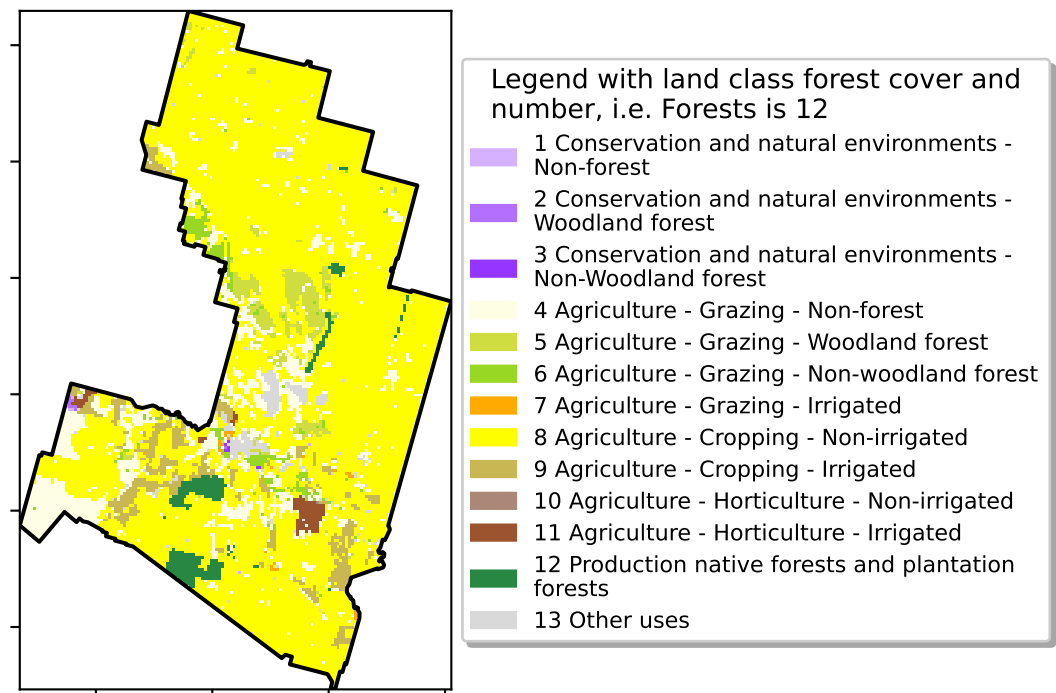 Legend with land class forest cover and
number, i.e. Forests is 12
1 Conservation and natural environments -
Non-forest
2 Conservation and natural environments -
Woodland forest
3 Conservation and natural environments -
Non-Woodland forest
4 Agriculture - Grazing - Non-forest
5 Agriculture - Grazing - Woodland forest
6 Agriculture - Grazing - Non-woodland forest
7 Agriculture - Grazing - Irrigated
8 Agriculture - Cropping - Non-irrigated
9 Agriculture - Cropping - Irrigated
10 Agriculture - Horticulture - Non-irrigated
11 Agriculture - Horticulture - Irrigated
12 Production native forests and plantation
forests
13 Other uses